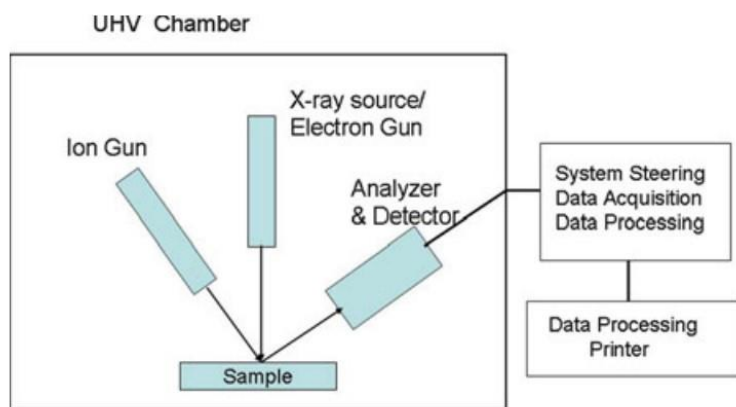 UHV Chamber
X-ray source/
Electron Gun
Ion Gun
Analyzer
& Detector
System Steering
Data Acquisition
Data Processing
Data Processing
Printer
Sample